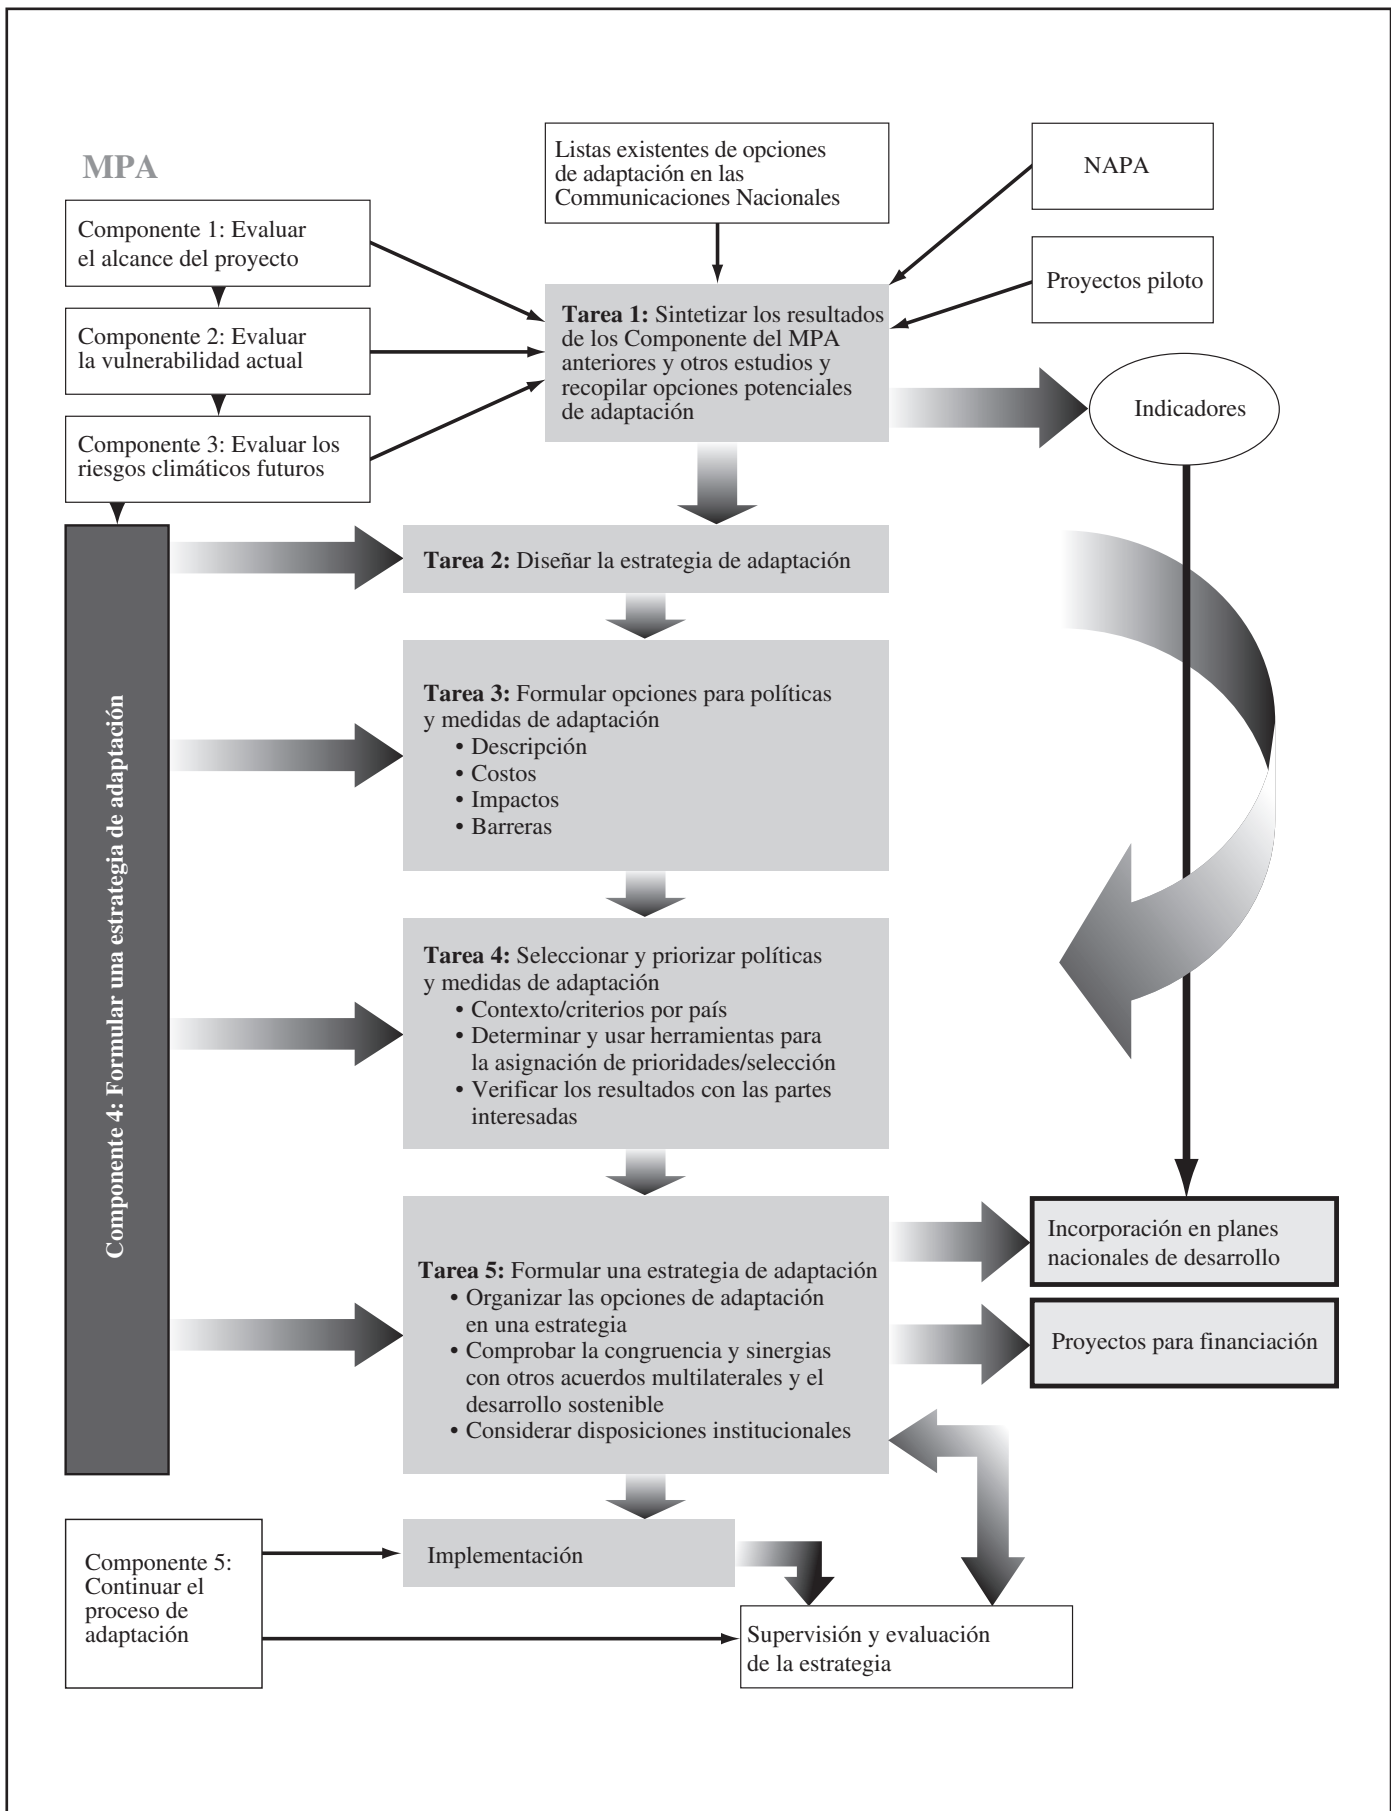 MPA
Listas existentes de opciones
de adaptación en las
Communicaciones Nacionales
NAPA
Componente 1: Evaluar
el alcance del proyecto
Proyectos piloto
Componente 2: Evaluar
la vulnerabilidad actual
Componente 3: Evaluar los
riesgos climáticos futuros
Tarea 1: Sintetizar los resultados
de los Componente del MPA
anteriores y otros estudios y
recopilar opciones potenciales
de adaptación
Indicadores
Componente 4: Formular una estrategia de adaptación
Tarea 2: Diseñar la estrategia de adaptación
Tarea 3: Formular opciones para políticas
y medidas de adaptación
• Descripción
• Costos
• Impactos
• Barreras
Tarea 4: Seleccionar y priorizar políticas
y medidas de adaptación
• Contexto/criterios por país
• Determinar y usar herramientas para
la asignación de prioridades/selección
• Verificar los resultados con las partes
interesadas
Tarea 5: Formular una estrategia de adaptación
• Organizar las opciones de adaptación
en una estrategia
• Comprobar la congruencia y sinergias
con otros acuerdos multilaterales y el
desarrollo sostenible
• Considerar disposiciones institucionales
Incorporación en planes
nacionales de desarrollo
Proyectos para financiación
Componente 5:
Continuar el
proceso de
adaptación
Implementación
Supervisión y evaluación
de la estrategia